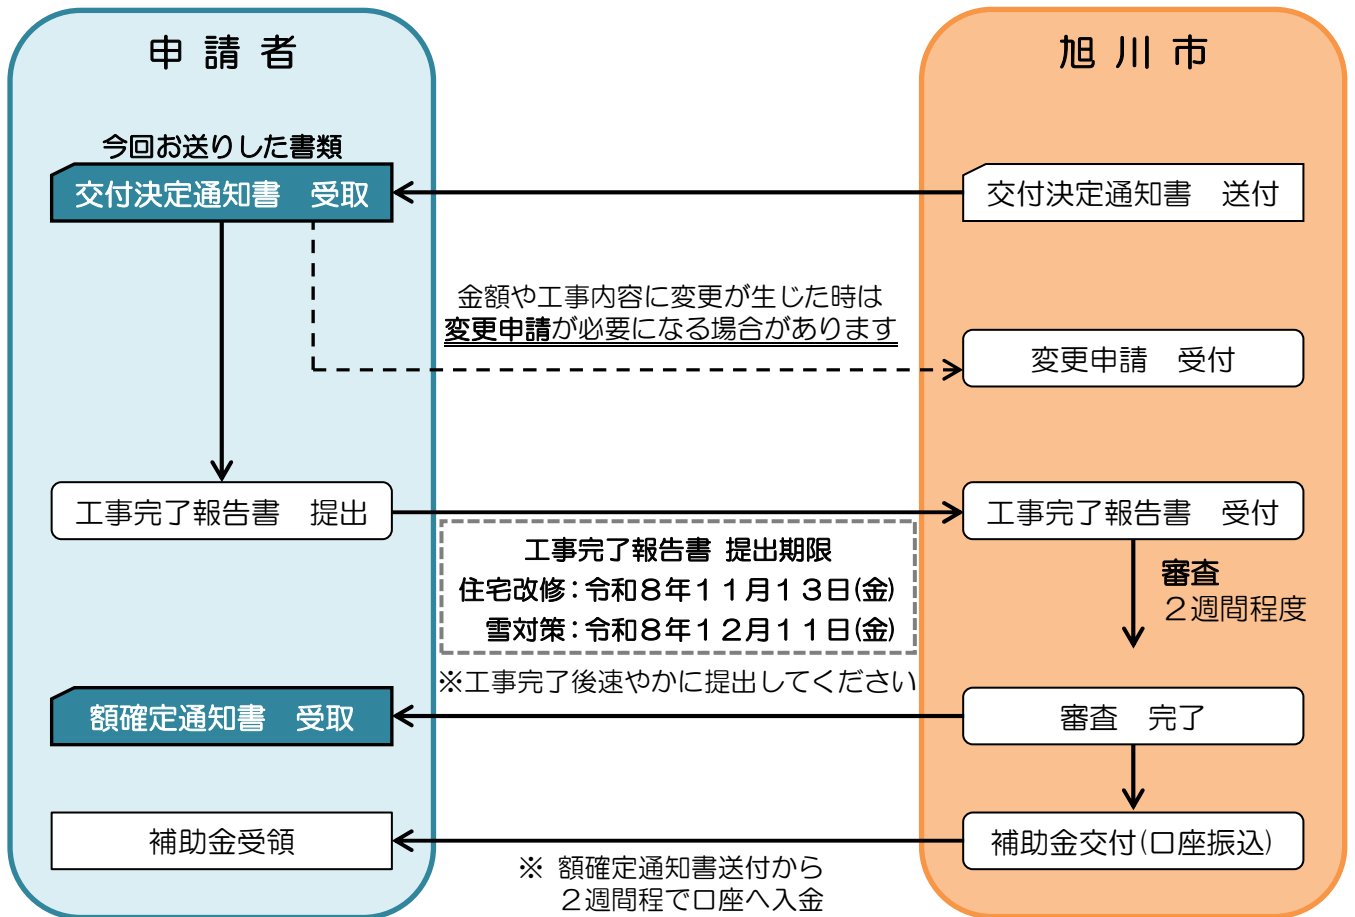 申 請 者
旭 川 市
今回お送りした書類
交付決定通知書　受取
交付決定通知書　送付
金額や工事内容に変更が生じた時は
変更申請が必要になる場合があります
変更申請　受付
工事完了報告書　提出
工事完了報告書　受付
工事完了報告書 提出期限
住宅改修：令和８年１１月１３日(金)
雪対策：令和８年１２月１１日(金)
審査
２週間程度
※工事完了後速やかに提出してください
額確定通知書　受取
審査　完了
補助金受領
補助金交付(口座振込)
※ 額確定通知書送付から
２週間程で口座へ入金